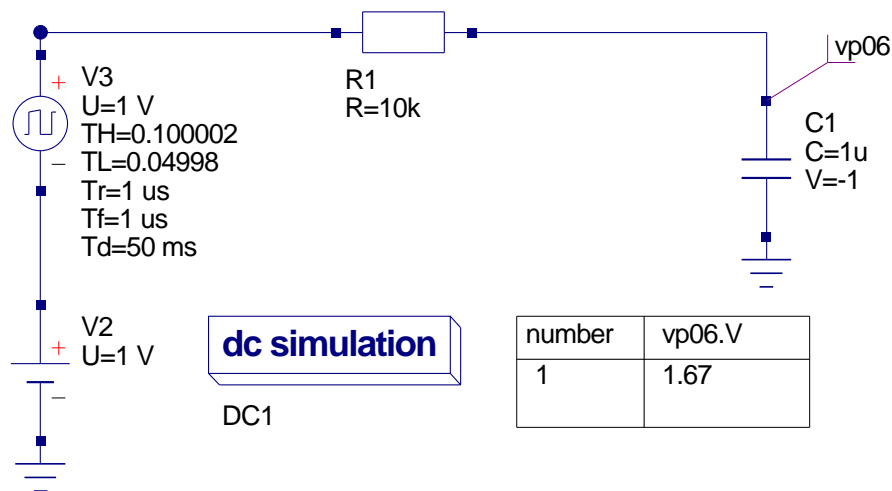 vp06
V3
U=1 V
TH=0.100002
TL=0.04998
Tr=1 us
Tf=1 us
Td=50 ms
R1
R=10k
C1
C=1u
V=-1
V2
U=1 V
dc simulation
DC1
number vp06.V
1 1.67